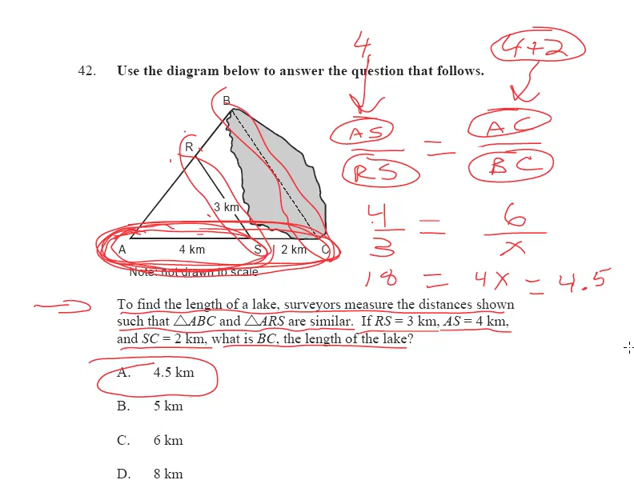 4
4+2
42. Use the diagram below to answer the question that follows.
B
AS = AC
RS BC
R
3 km
4 = 6
3 x
A 4 km S 2 km C
Note: not drawn to scale
18 = 4x = 4.5
To find the length of a lake, surveyors measure the distances shown
such that △ABC and △ARS are similar. If RS = 3 km, AS = 4 km,
and SC = 2 km, what is BC, the length of the lake?
A. 4.5 km
B. 5 km
C. 6 km
D. 8 km